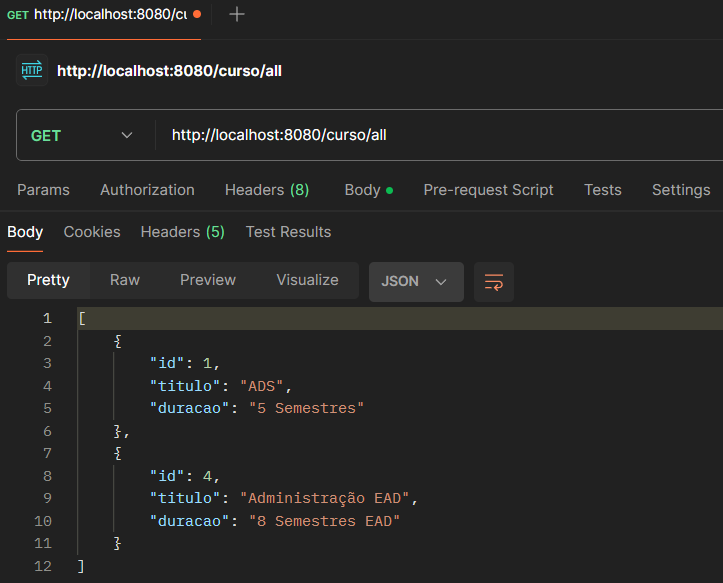 GET http://localhost:8080/cu
HTTP http://localhost:8080/curso/all
GET http://localhost:8080/curso/all
Params Authorization Headers (8) Body Pre-request Script Tests Settings
Body Cookies Headers (5) Test Results
Pretty Raw Preview Visualize JSON
1 [
2 {
3 "id": 1,
4 "titulo": "ADS",
5 "duracao": "5 Semestres"
6 },
7 {
8 "id": 4,
9 "titulo": "Administração EAD",
10 "duracao": "8 Semestres EAD"
11 }
12 ]